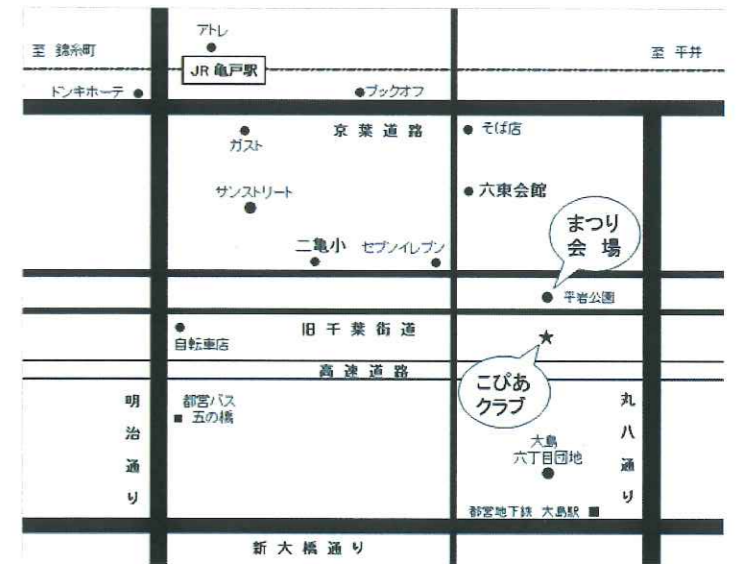 アトレ
至 錦糸町
JR 亀戸駅
至 平井
ドンキホーテ
ブックオフ
ガスト
京葉道路
そば店
サンストリート
六東会館
まつり
会 場
二亀小
セブンイレブン
平岩公園
自転車店
旧千葉街道
高速道路
こぴあ
クラブ
明治通り
都営バス
五の橋
丸八通り
大島
六丁目団地
都営地下鉄 大島駅
新大橋通り